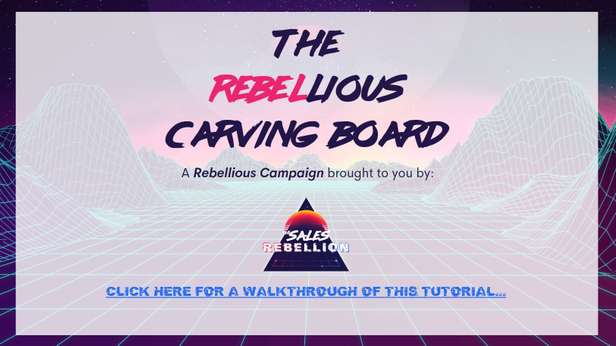 THE
REBELLIOUS
CARVING BOARD
A Rebellious Campaign brought to you by:
SALES
REBELLION
CLICK HERE FOR A WALKTHROUGH OF THIS TUTORIAL...